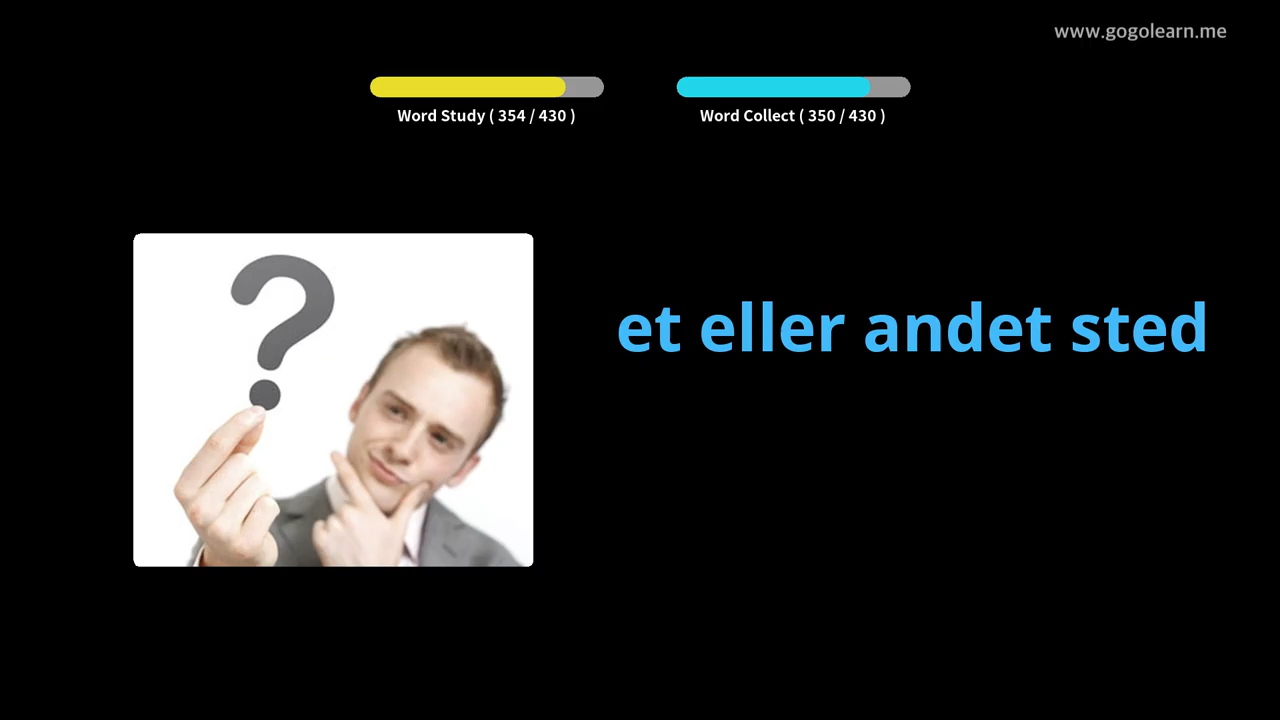 www.gogolearn.me
Word Study ( 354 / 430 )
Word Collect ( 350 / 430 )
?
et eller andet sted